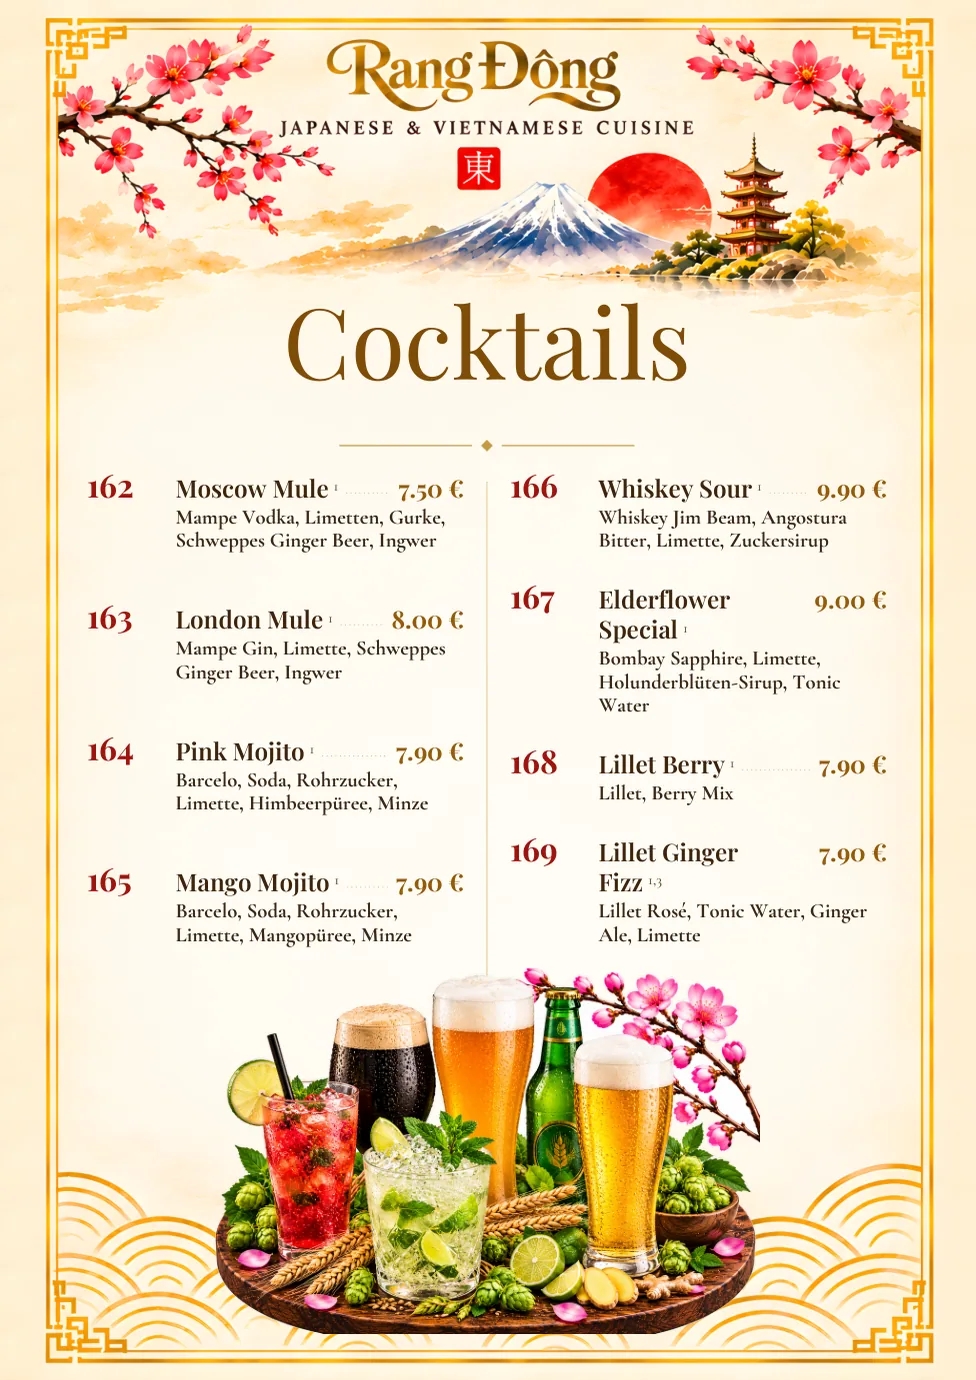 Rang Đông
JAPANESE & VIETNAMESE CUISINE
東
Cocktails
162 Moscow Mule ¹ 7.50 €
Mampe Vodka, Limetten, Gurke,
Schweppes Ginger Beer, Ingwer
163 London Mule ¹ 8.00 €
Mampe Gin, Limette, Schweppes
Ginger Beer, Ingwer
164 Pink Mojito ¹ 7.90 €
Barcelo, Soda, Rohrzucker,
Limette, Himbeerpüree, Minze
165 Mango Mojito ¹ 7.90 €
Barcelo, Soda, Rohrzucker,
Limette, Mangopüree, Minze
166 Whiskey Sour ¹ 9.90 €
Whiskey Jim Beam, Angostura
Bitter, Limette, Zuckersirup
167 Elderflower 9.00 €
Special ¹
Bombay Sapphire, Limette,
Holunderblüten-Sirup, Tonic
Water
168 Lillet Berry ¹ 7.90 €
Lillet, Berry Mix
169 Lillet Ginger 7.90 €
Fizz ¹,³
Lillet Rosé, Tonic Water, Ginger
Ale, Limette